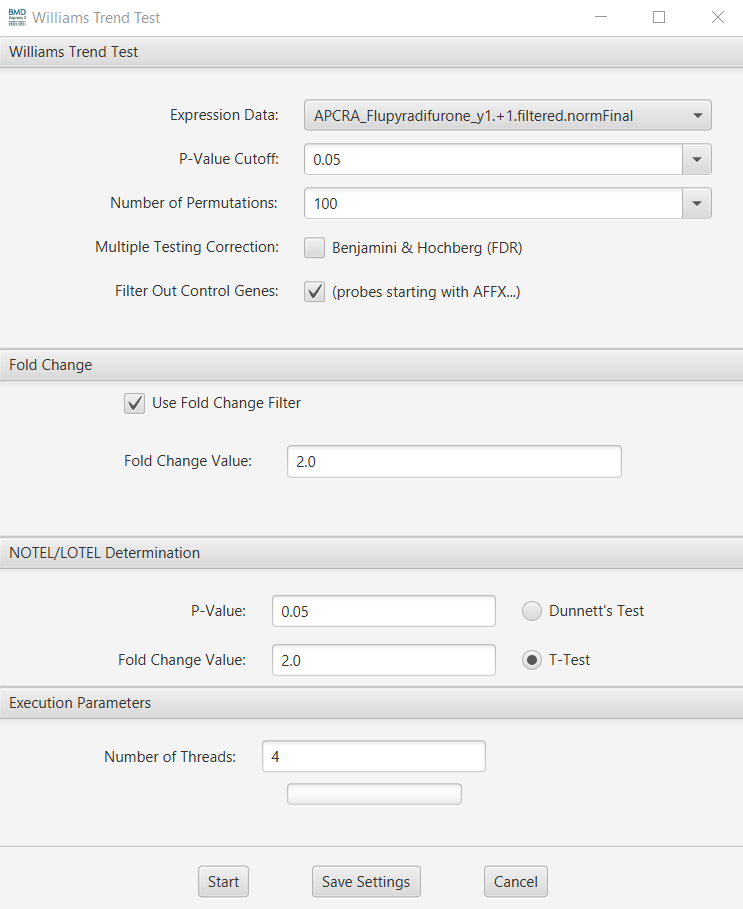 BMD
Express 2
Williams Trend Test
Williams Trend Test
Expression Data: APCRA_Flupyradifurone_y1.+1.filtered.normFinal
P-Value Cutoff: 0.05
Number of Permutations: 100
Multiple Testing Correction: Benjamini & Hochberg (FDR)
Filter Out Control Genes: (probes starting with AFFX...)
Fold Change
Use Fold Change Filter
Fold Change Value: 2.0
NOTEL/LOTEL Determination
P-Value: 0.05 Dunnett's Test
Fold Change Value: 2.0 T-Test
Execution Parameters
Number of Threads: 4
Start Save Settings Cancel